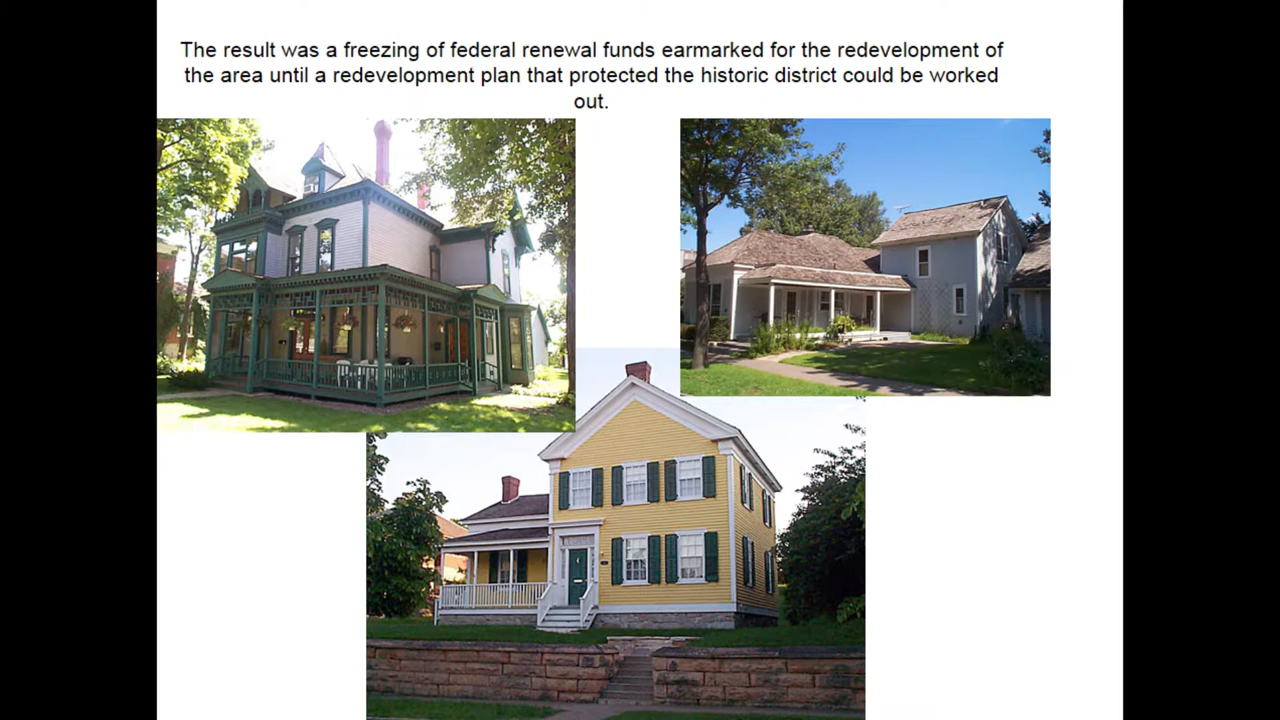 The result was a freezing of federal renewal funds earmarked for the redevelopment of
the area until a redevelopment plan that protected the historic district could be worked
out.